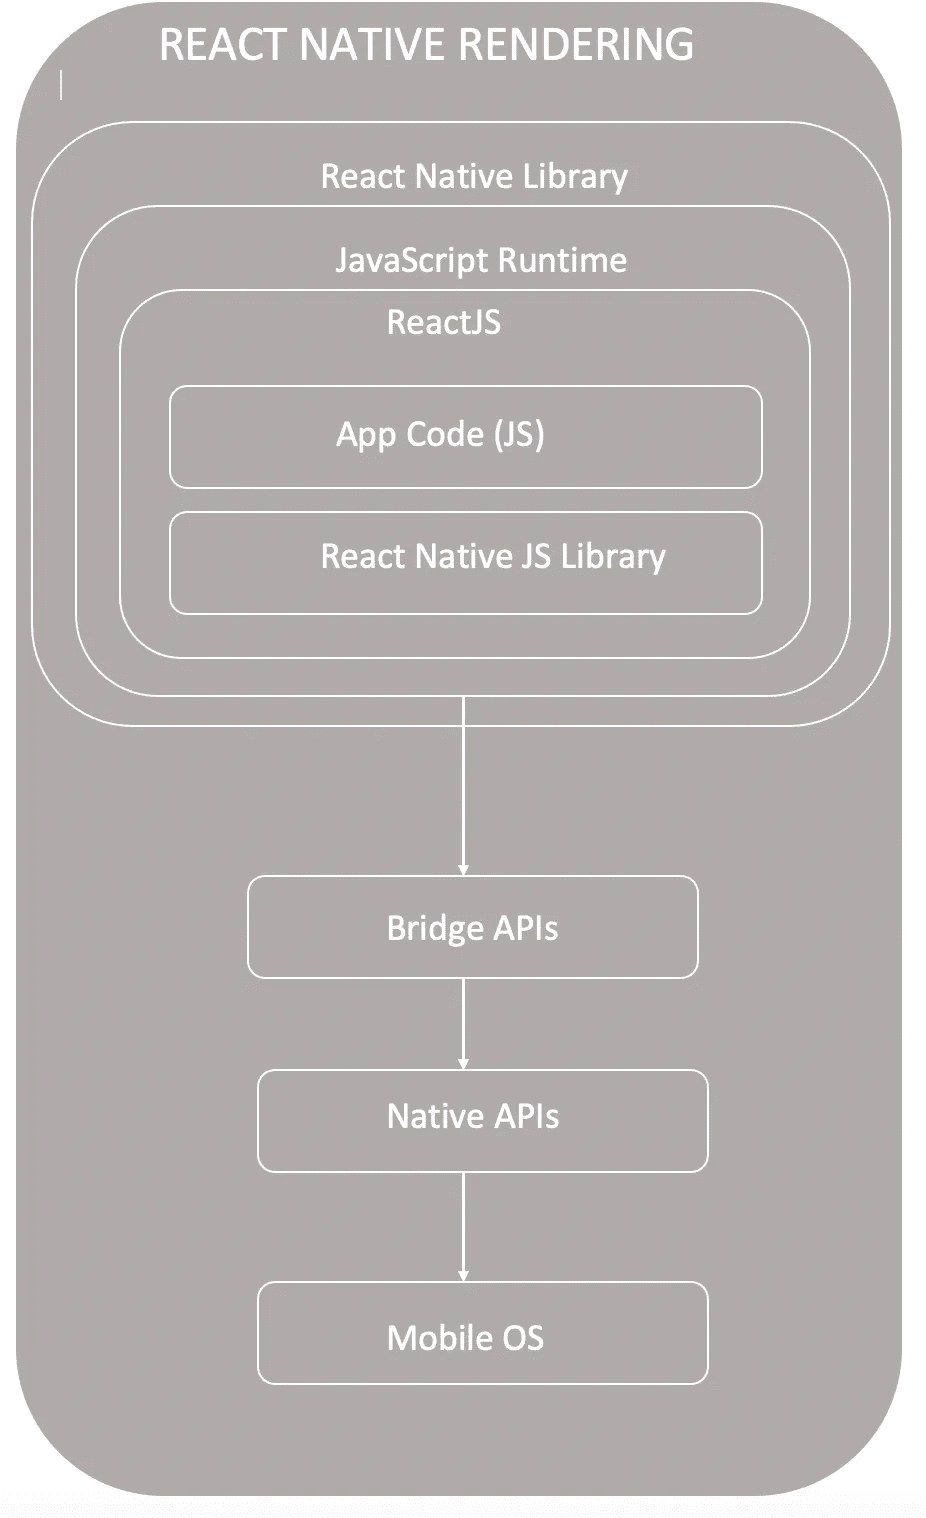 REACT NATIVE RENDERING
React Native Library
JavaScript Runtime
ReactJS
App Code (JS)
React Native JS Library
Bridge APIs
Native APIs
Mobile OS